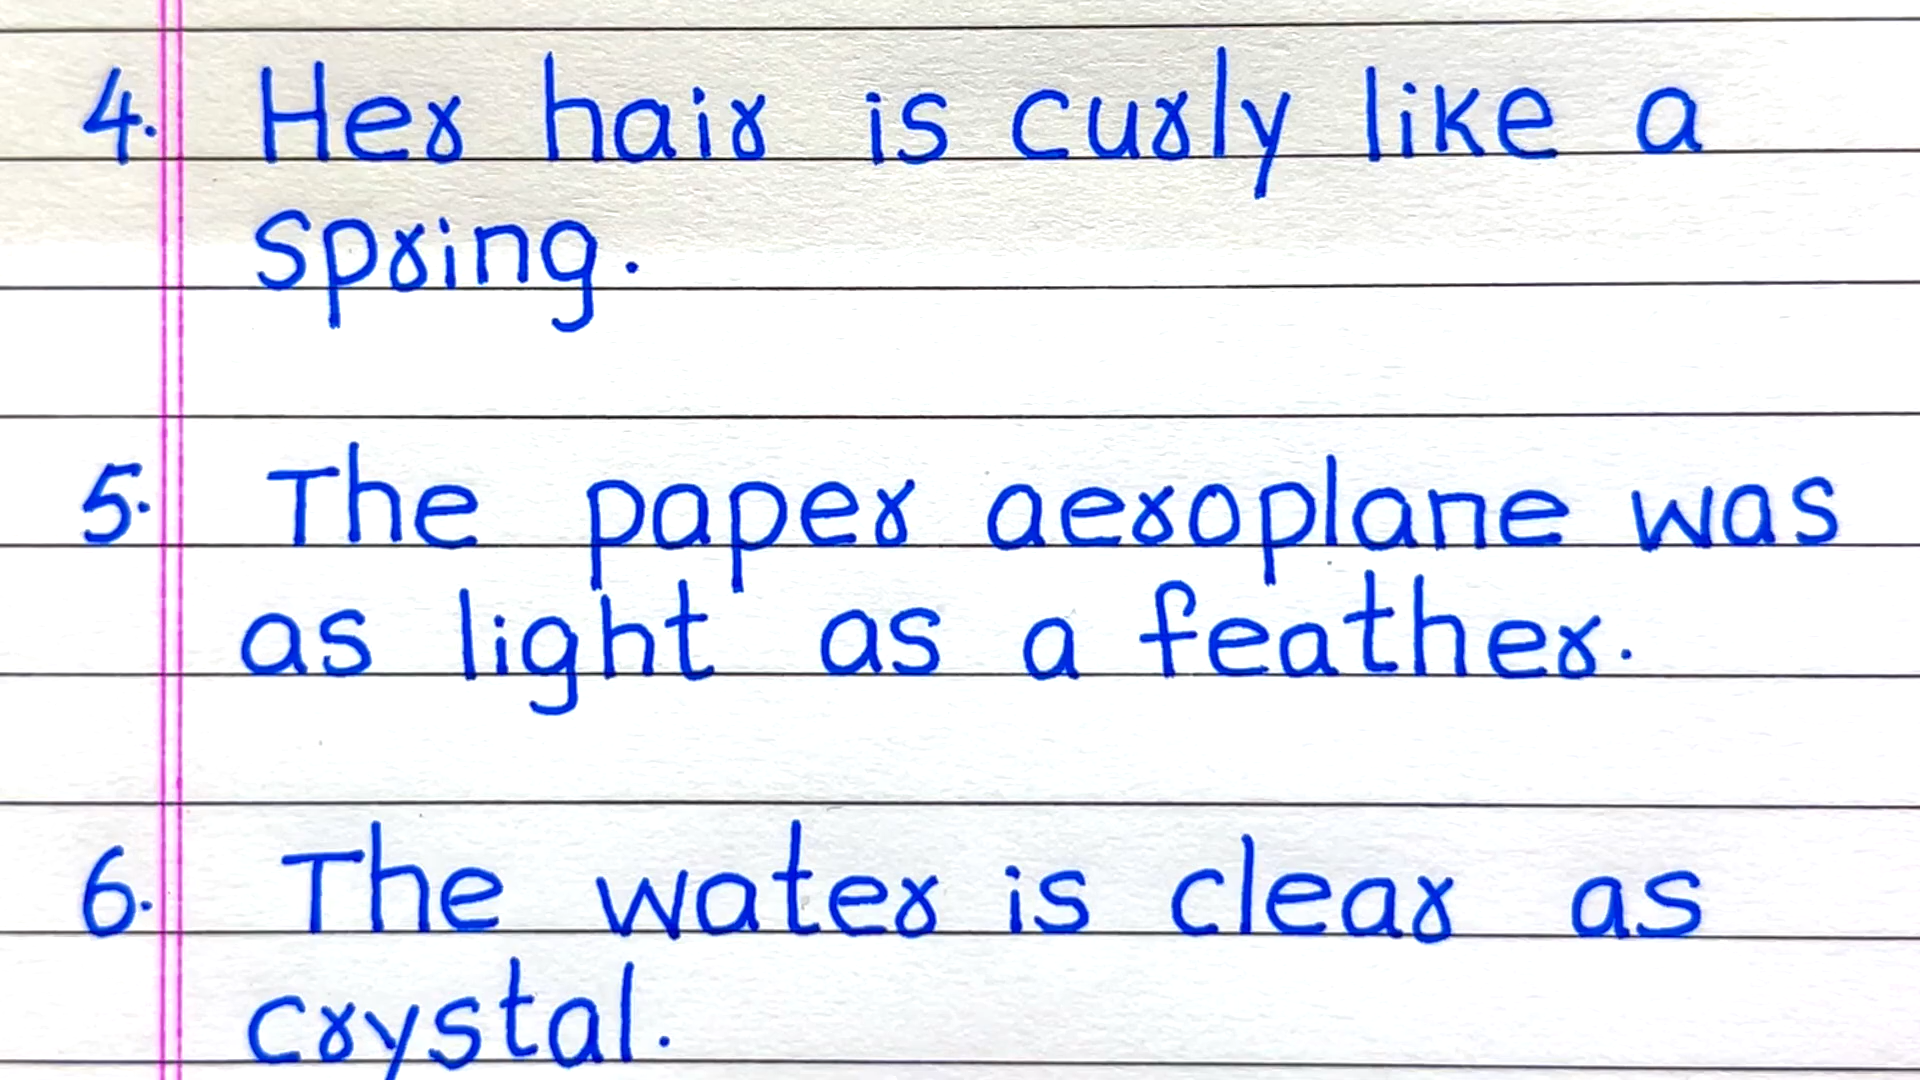 4. Her hair is curly like a
spring.
5. The paper aeroplane was
as light as a feather.
6. The water is clear as
crystal.